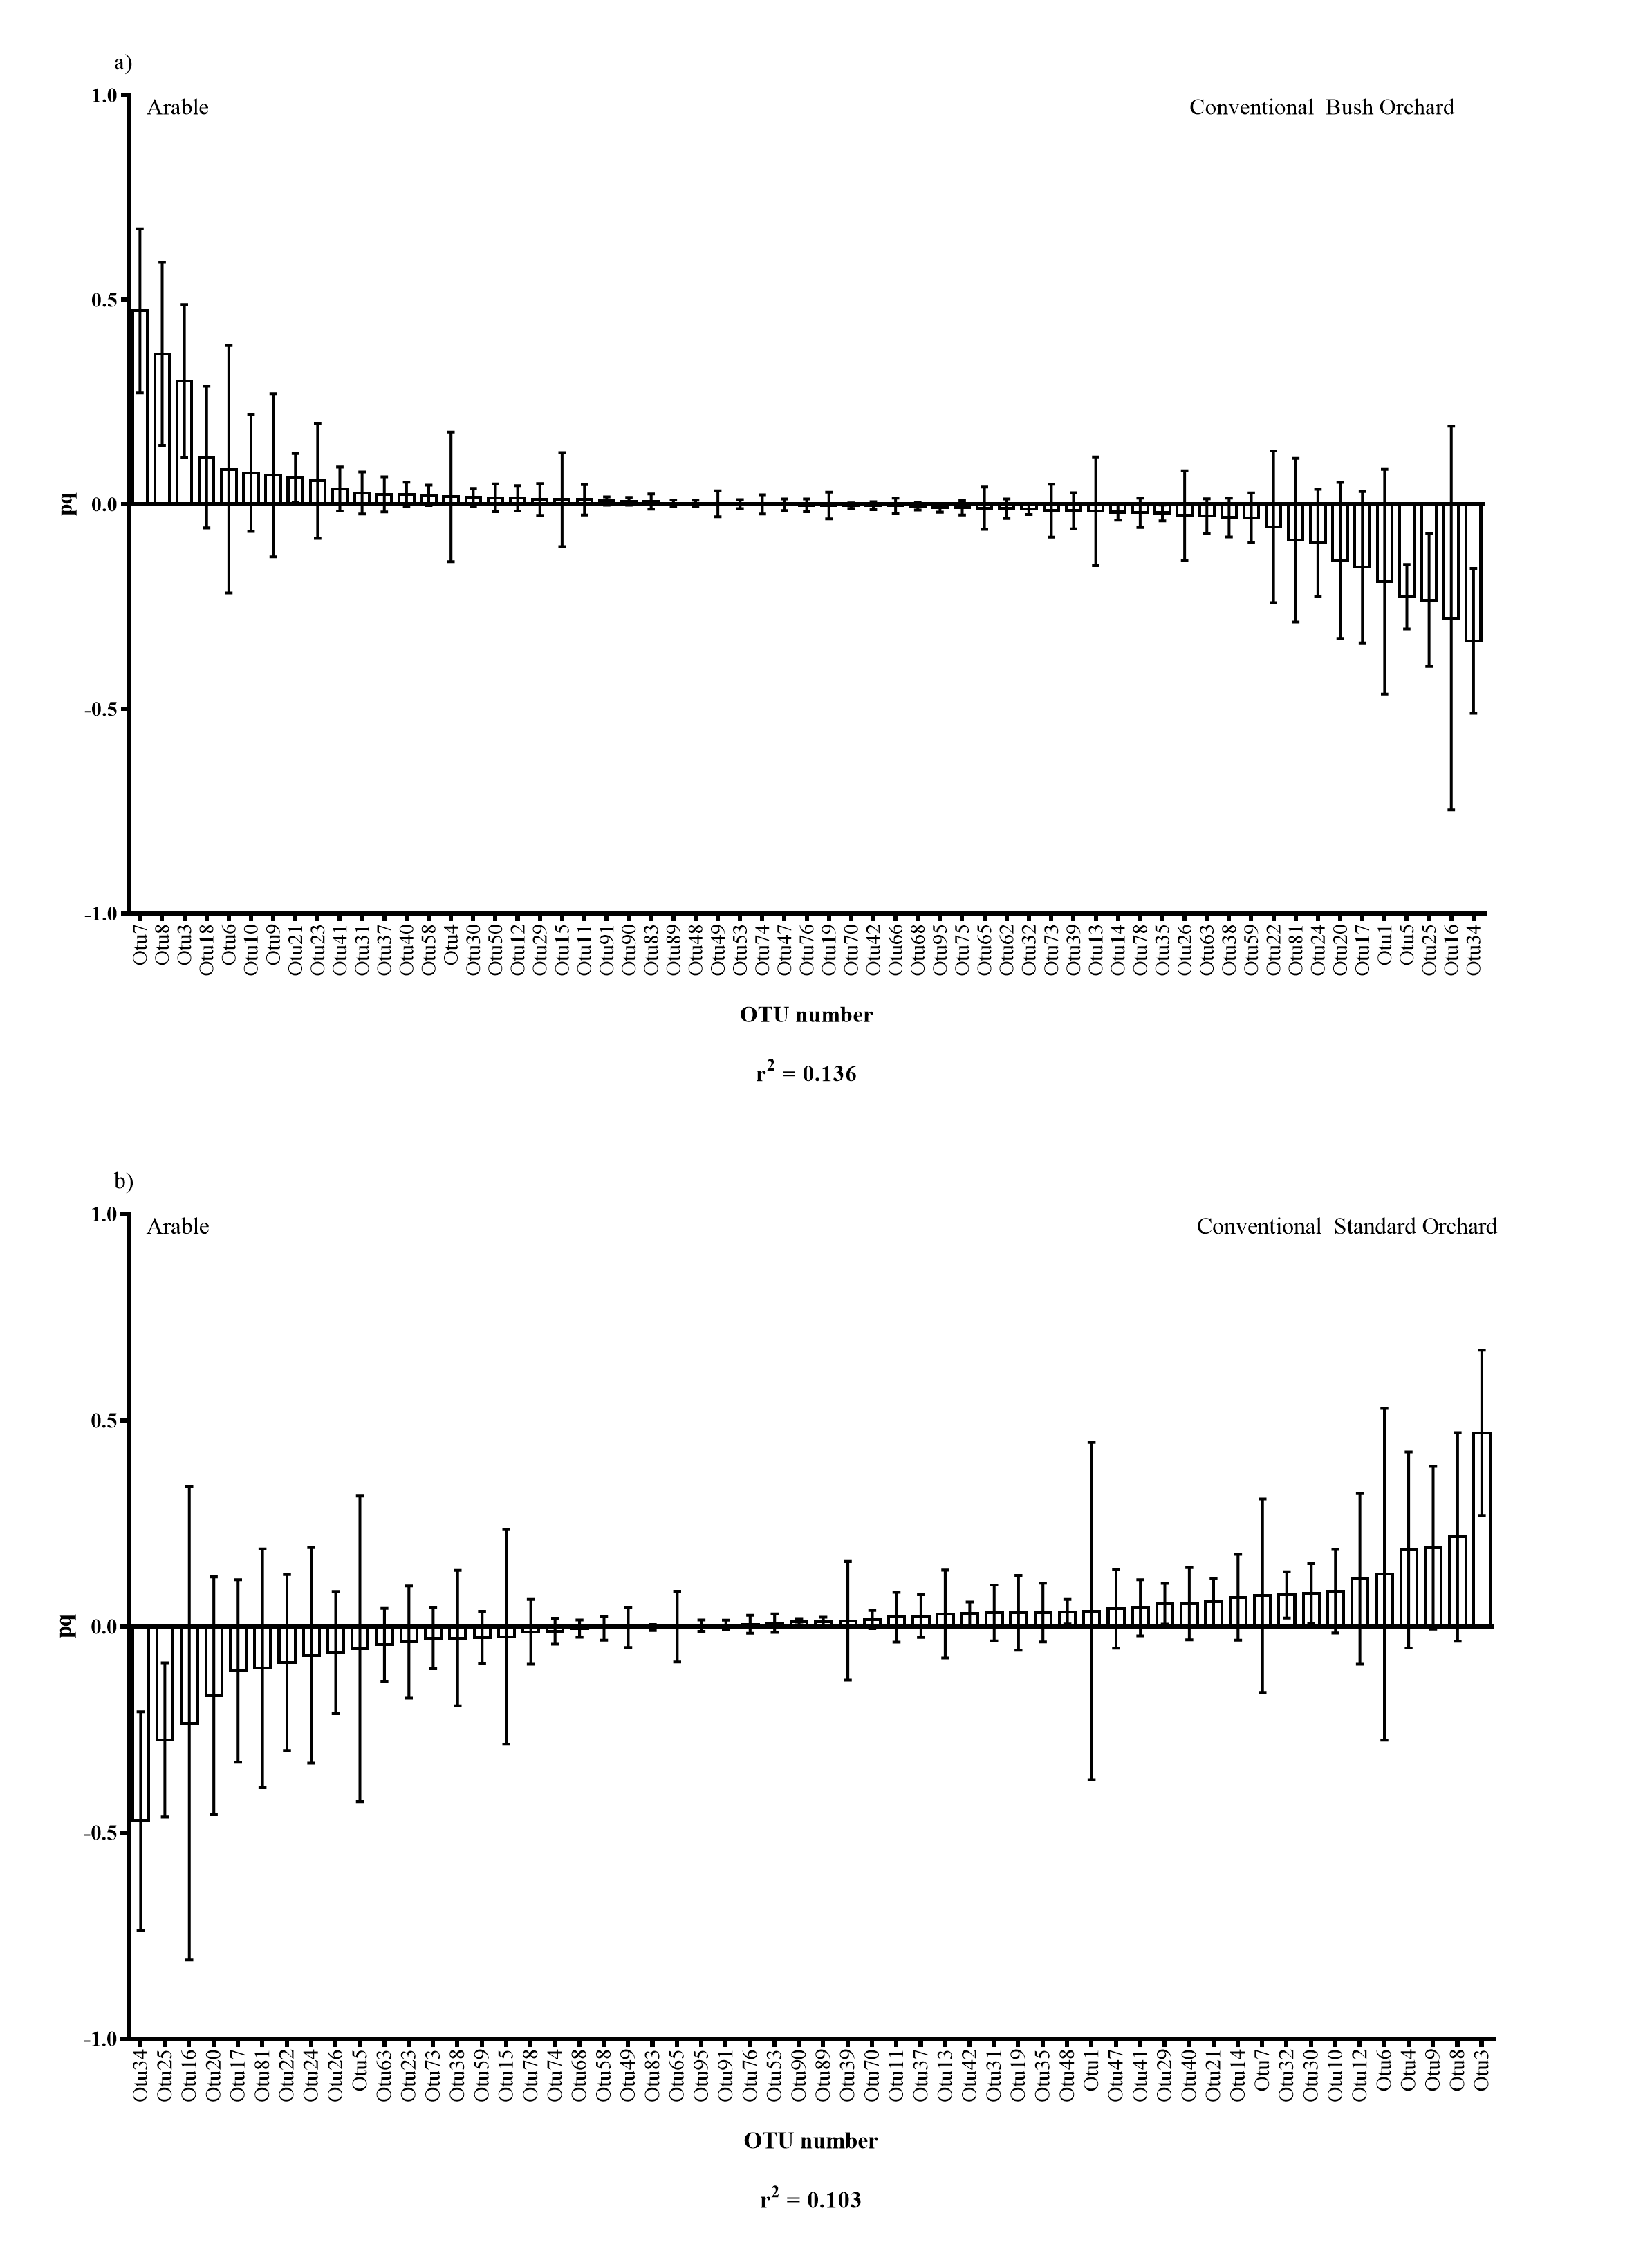 a)
1.0
Arable
Conventional Bush Orchard
0.5
0.0
pq
-0.5
-1.0
Otu7
Otu8
Otu3
Otu18
Otu6
Otu10
Otu9
Otu21
Otu23
Otu41
Otu31
Otu37
Otu40
Otu58
Otu4
Otu30
Otu50
Otu12
Otu29
Otu15
Otu11
Otu91
Otu90
Otu83
Otu89
Otu48
Otu49
Otu53
Otu74
Otu47
Otu76
Otu19
Otu70
Otu42
Otu66
Otu68
Otu95
Otu75
Otu65
Otu62
Otu32
Otu73
Otu39
Otu13
Otu14
Otu78
Otu35
Otu26
Otu63
Otu38
Otu59
Otu22
Otu81
Otu24
Otu20
Otu17
Otu1
Otu5
Otu25
Otu16
Otu34
OTU number
r² = 0.136
b)
1.0
Arable
Conventional Standard Orchard
0.5
0.0
pq
-0.5
-1.0
Otu34
Otu25
Otu16
Otu20
Otu17
Otu81
Otu22
Otu24
Otu26
Otu5
Otu63
Otu23
Otu73
Otu38
Otu59
Otu15
Otu78
Otu74
Otu68
Otu58
Otu49
Otu83
Otu65
Otu95
Otu91
Otu76
Otu53
Otu90
Otu89
Otu39
Otu70
Otu11
Otu37
Otu13
Otu42
Otu31
Otu19
Otu35
Otu48
Otu1
Otu47
Otu41
Otu29
Otu40
Otu21
Otu14
Otu7
Otu32
Otu30
Otu10
Otu12
Otu6
Otu4
Otu9
Otu8
Otu3
OTU number
r² = 0.103